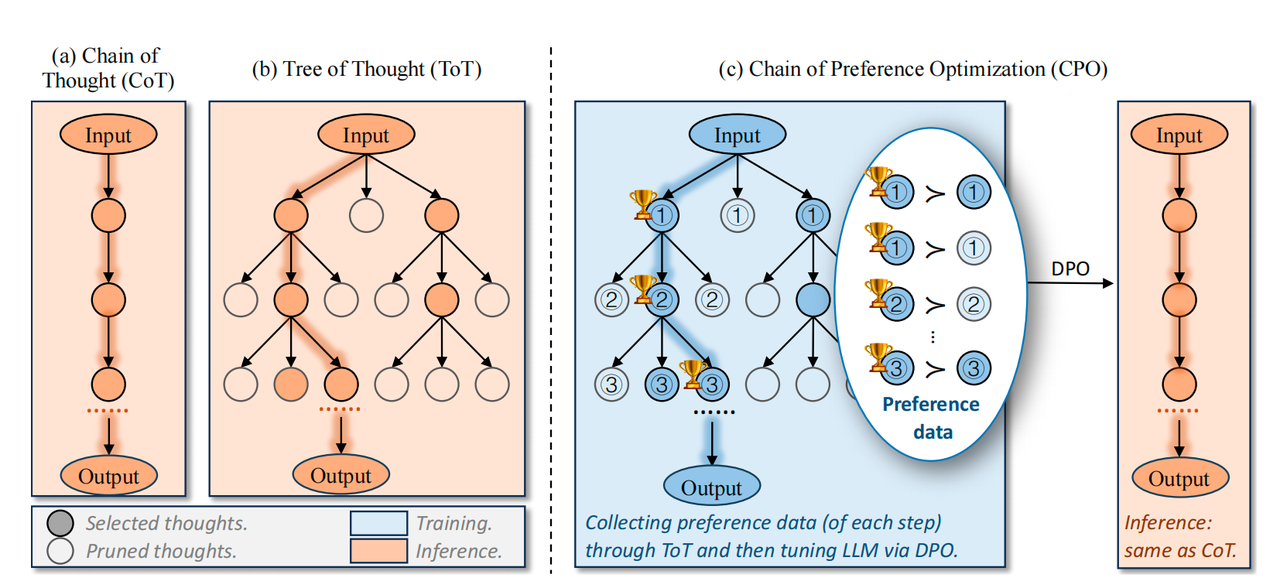 (a) Chain of
Thought (CoT)
(b) Tree of Thought (ToT)
(c) Chain of Preference Optimization (CPO)
Input
Output
Input
......
Output
Input
1
1
1
2
2
2
3
3
3
......
Output
1 ≻ 1
1 ≻ 1
2 ≻ 2
⋮
3 ≻ 3
Preference
data
Collecting preference data (of each step)
through ToT and then tuning LLM via DPO.
DPO
Input
......
Output
Inference:
same as CoT.
Selected thoughts.
Pruned thoughts.
Training.
Inference.